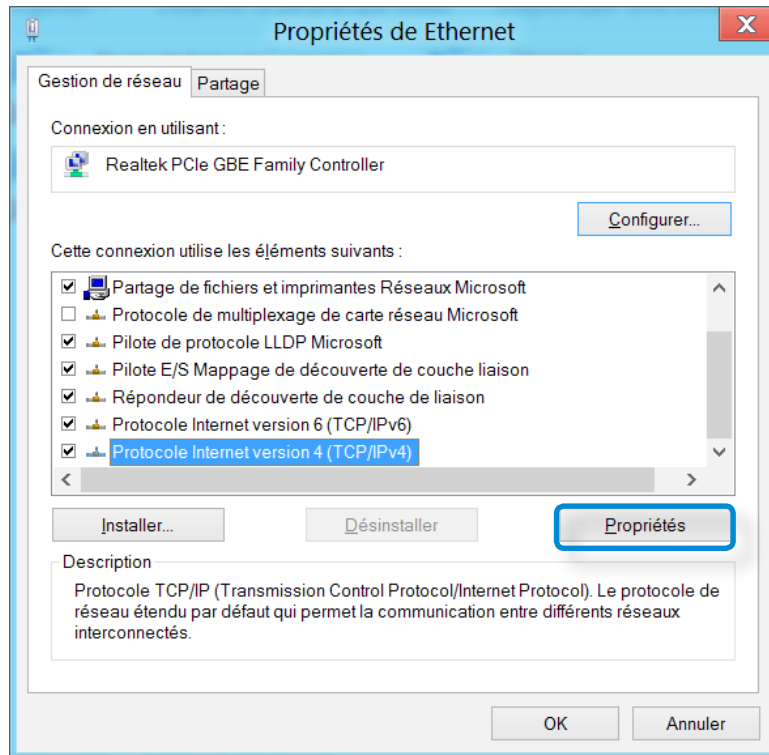 Propriétés de Ethernet
X
Gestion de réseau
Partage
Connexion en utilisant :
Realtek PCIe GBE Family Controller
Configurer...
Cette connexion utilise les éléments suivants :
Partage de fichiers et imprimantes Réseaux Microsoft
Protocole de multiplexage de carte réseau Microsoft
Pilote de protocole LLDP Microsoft
Pilote E/S Mappage de découverte de couche liaison
Répondeur de découverte de couche de liaison
Protocole Internet version 6 (TCP/IPv6)
Protocole Internet version 4 (TCP/IPv4)
Installer...
Désinstaller
Propriétés
Description
Protocole TCP/IP (Transmission Control Protocol/Internet Protocol). Le protocole de
réseau étendu par défaut qui permet la communication entre différents réseaux
interconnectés.
OK
Annuler